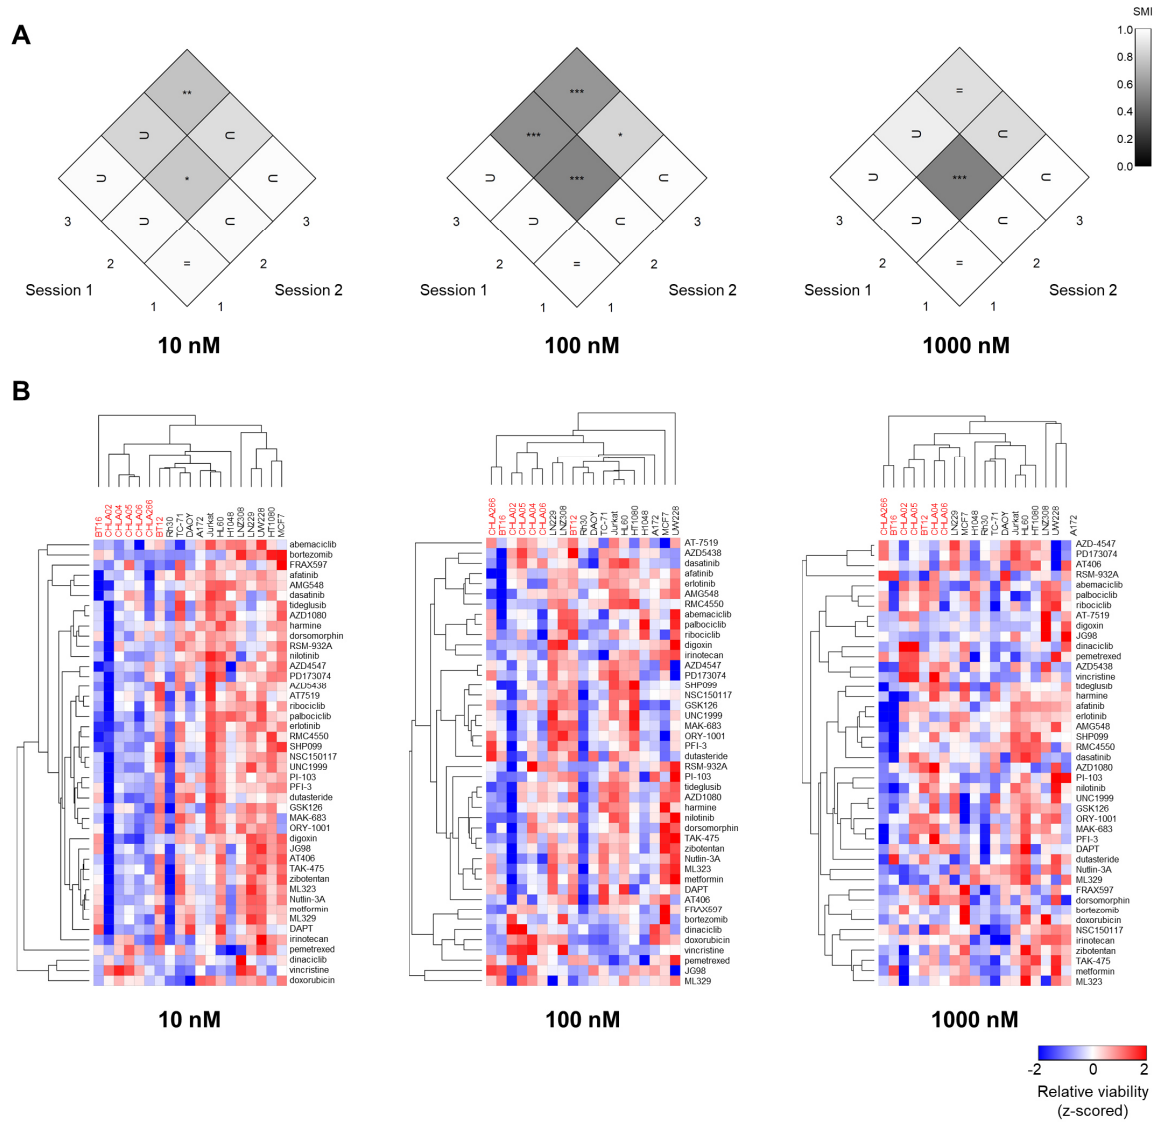 A
SMI
1.0
0.8
0.6
0.4
0.2
0.0
**
⊃ ⊂
⊃ * ⊂
3 ⊃ ⊂ 3
2 = 2
Session 1 Session 2
1 1
10 nM
***
*** *
⊃ *** ⊂
3 ⊃ ⊂ 3
2 = 2
Session 1 Session 2
1 1
100 nM
=
⊃ ⊂
⊃ *** ⊂
3 ⊃ ⊂ 3
2 = 2
Session 1 Session 2
1 1
1000 nM
B
BT16
CHLA02
CHLA04
CHLA05
CHLA06
CHLA266
BT12
Rh30
TC-71
DAOY
A172
Jurkat
HL60
H1048
LNZ308
LN229
UW228
HT1080
MCF7
abemaciclib
bortezomib
FRAX597
afatinib
AMG548
dasatinib
tideglusib
AZD1080
harmine
dorsomorphin
RSM-932A
nilotinib
AZD4547
PD173074
AZD5438
AT7519
ribociclib
palbociclib
erlotinib
RMC4550
SHP099
NSC150117
UNC1999
PI-103
PFI-3
dutasteride
GSK126
MAK-683
ORY-1001
digoxin
JG98
AT406
TAK-475
zibotentan
ML323
Nutlin-3A
metformin
ML329
DAPT
irinotecan
pemetrexed
dinaciclib
vincristine
doxorubicin
10 nM
CHLA266
BT16
CHLA02
CHLA05
CHLA04
CHLA06
LN229
LNZ308
BT12
Rh30
DAOY
TC-71
Jurkat
HL60
HT1080
H1048
A172
MCF7
UW228
AT-7519
AZD5438
dasatinib
afatinib
erlotinib
AMG548
RMC4550
abemaciclib
palbociclib
ribociclib
digoxin
irinotecan
AZD4547
PD173074
SHP099
NSC150117
GSK126
UNC1999
MAK-683
ORY-1001
PFI-3
dutasteride
RSM-932A
PI-103
tideglusib
AZD1080
harmine
nilotinib
dorsomorphin
TAK-475
zibotentan
Nutlin-3A
ML323
metformin
DAPT
AT406
FRAX597
bortezomib
dinaciclib
doxorubicin
vincristine
pemetrexed
JG98
ML329
100 nM
CHLA266
BT16
CHLA02
CHLA05
BT12
CHLA04
CHLA06
LN229
MCF7
H1048
Rh30
TC-71
DAOY
Jurkat
HL60
HT1080
LNZ308
UW228
A172
AZD-4547
PD173074
AT406
RSM-932A
abemaciclib
palbociclib
ribociclib
AT-7519
digoxin
JG98
dinaciclib
pemetrexed
AZD5438
vincristine
tideglusib
harmine
afatinib
erlotinib
AMG548
SHP099
RMC4550
dasatinib
AZD1080
PI-103
nilotinib
UNC1999
GSK126
ORY-1001
MAK-683
PFI-3
DAPT
dutasteride
Nutlin-3A
ML329
FRAX597
dorsomorphin
bortezomib
doxorubicin
NSC150117
irinotecan
zibotentan
TAK-475
metformin
ML323
1000 nM
-2 0 2
Relative viability
(z-scored)